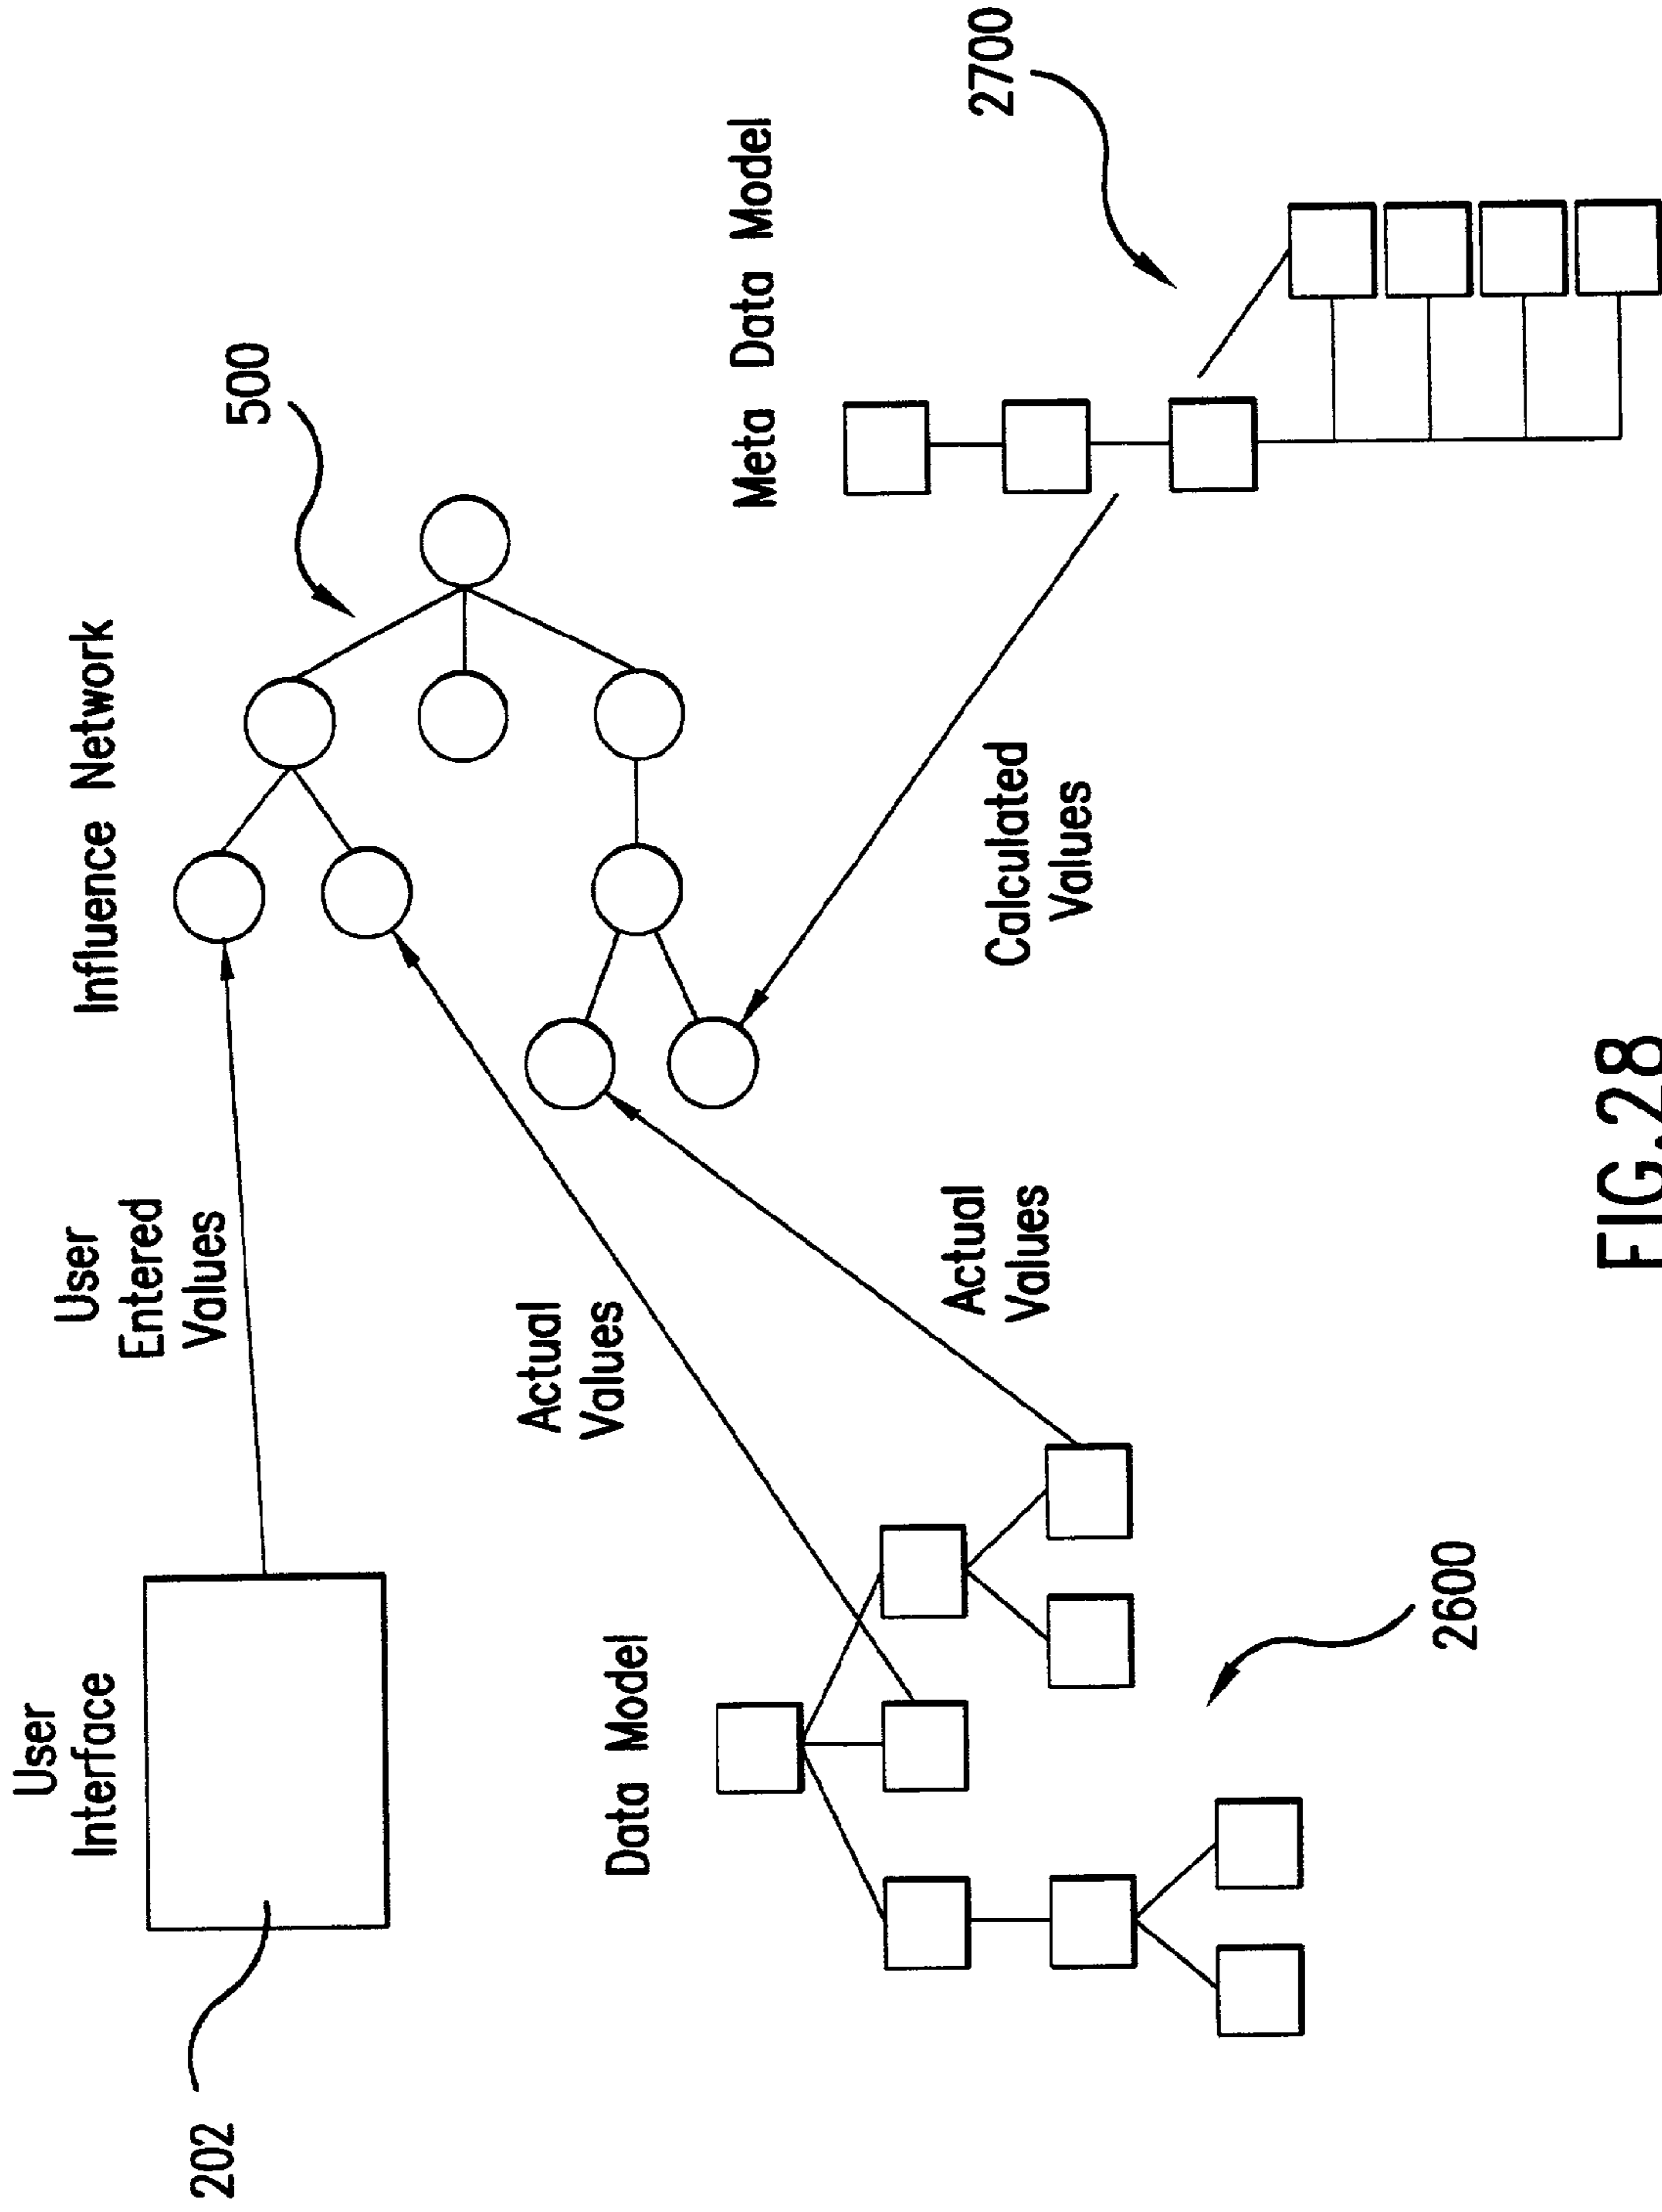 User
Interface
202
User
Entered
Values
Influence Network
500
Data Model
Actual
Values
Actual
Values
2600
Calculated
Values
Meta Data Model
2700
FIG.28